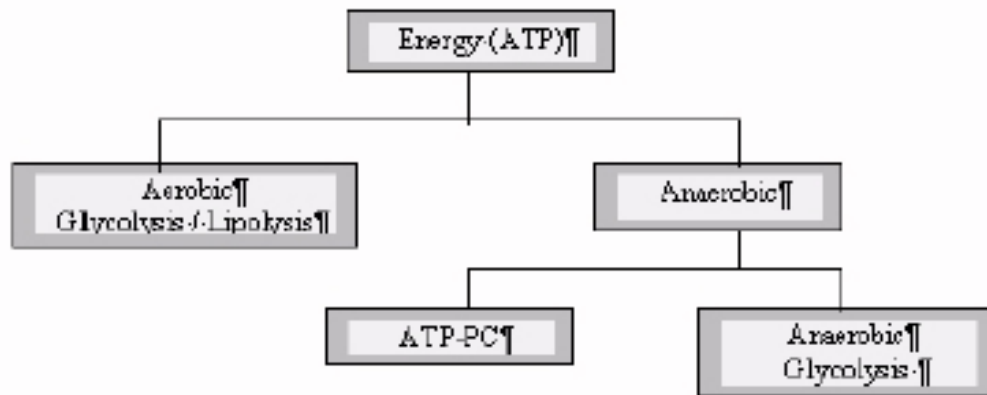 Energy·(ATP)¶
Aerobic¶
Glycolysis·/·Lipolysis¶
Anaerobic¶
ATP-PC¶
Anaerobic¶
Glycolysis·¶